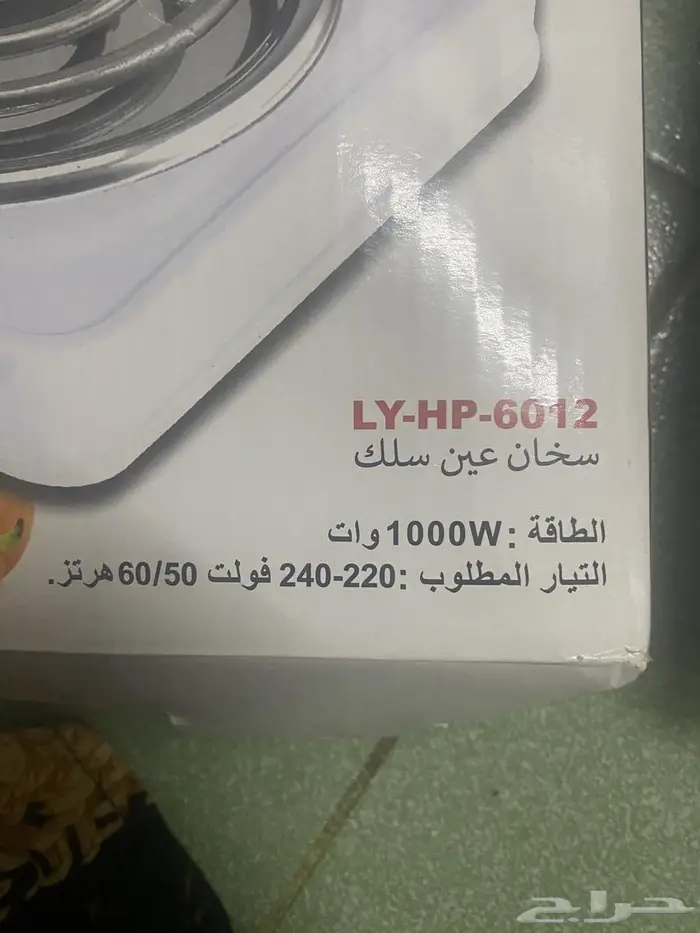 LY-HP-6012
سخان عين سلك
الطاقة : 1000W وات
التيار المطلوب :220-240 فولت 60/50 هرتز.
حراج